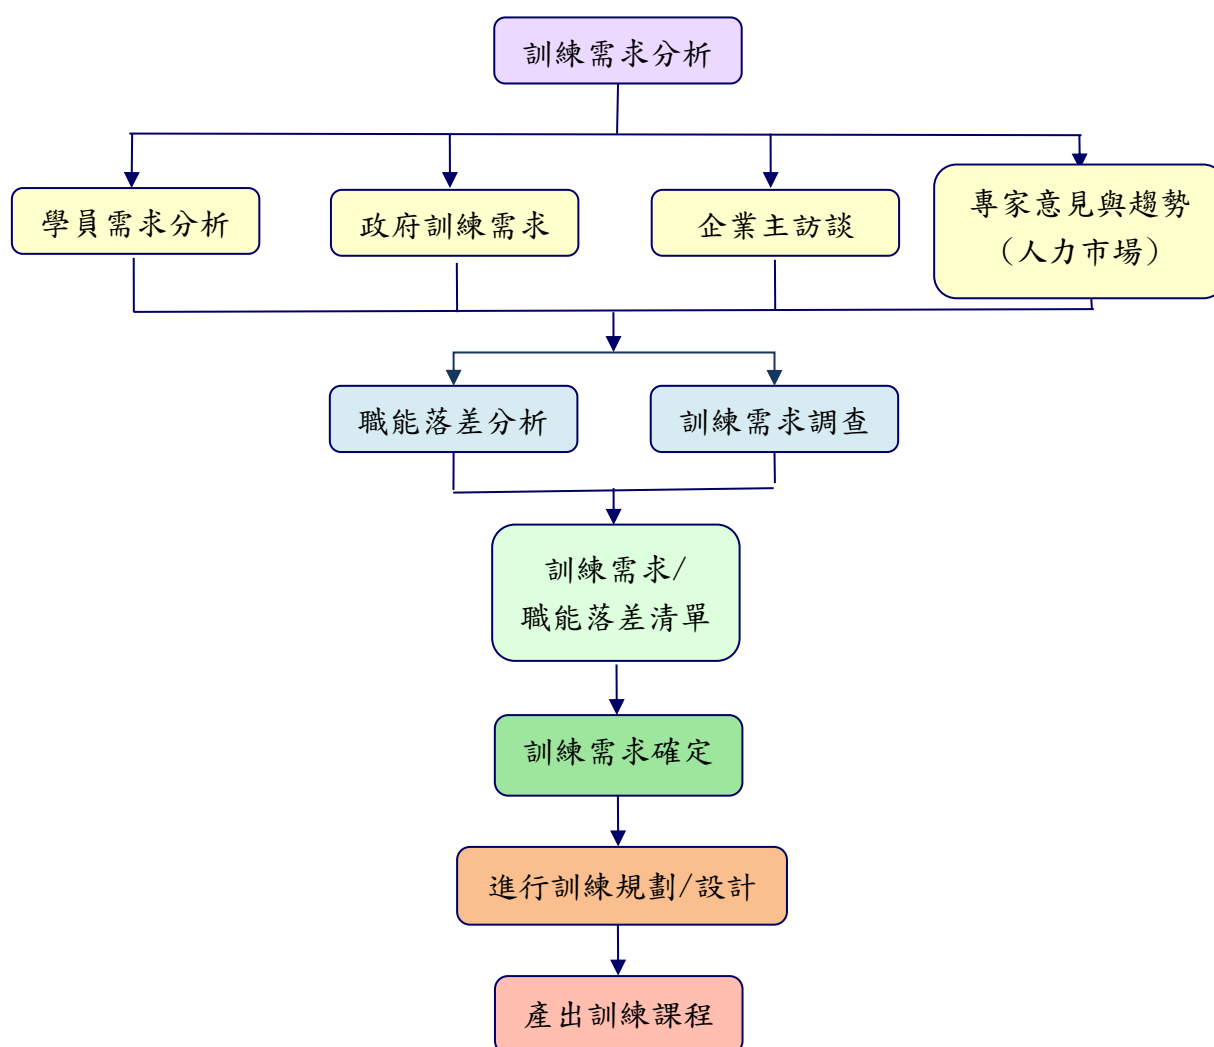 訓練需求分析
學員需求分析
政府訓練需求
企業主訪談
專家意見與趨勢
（人力市場）
職能落差分析
訓練需求調查
訓練需求/
職能落差清單
訓練需求確定
進行訓練規劃/設計
產出訓練課程